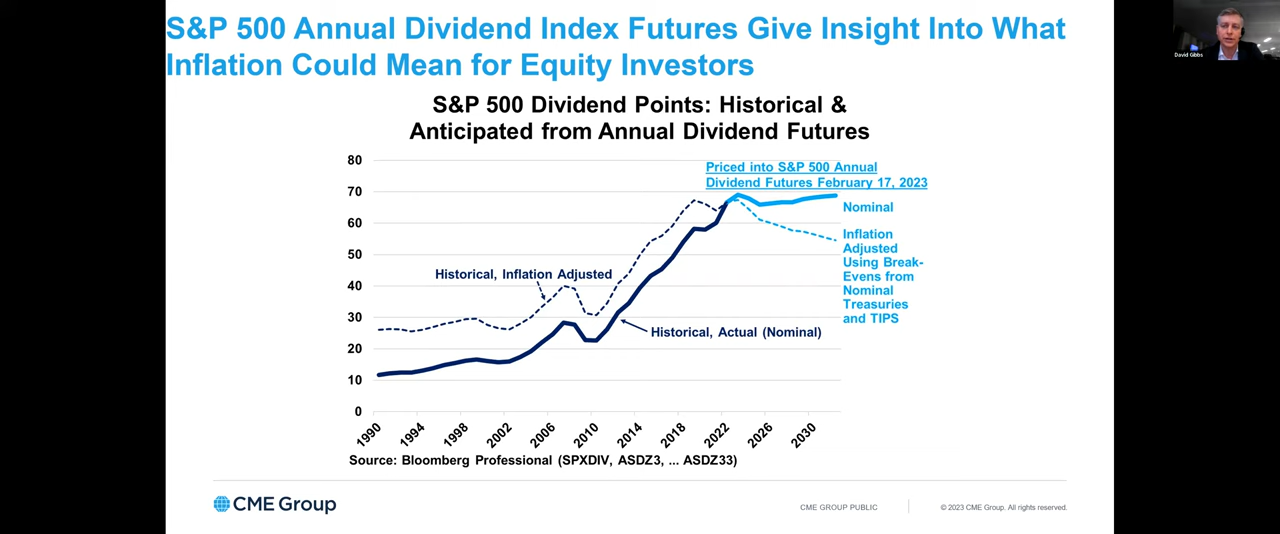 S&P 500 Annual Dividend Index Futures Give Insight Into What
Inflation Could Mean for Equity Investors
David Gibbs
S&P 500 Dividend Points: Historical &
Anticipated from Annual Dividend Futures
80
70
60
50
40
30
20
10
0
Priced into S&P 500 Annual
Dividend Futures February 17, 2023
Nominal
Inflation
Adjusted
Using Break-
Evens from
Nominal
Treasuries
and TIPS
Historical, Inflation Adjusted
Historical, Actual (Nominal)
1990
1994
1998
2002
2006
2010
2014
2018
2022
2026
2030
Source: Bloomberg Professional (SPXDIV, ASDZ3, ... ASDZ33)
CME Group
CME GROUP PUBLIC
© 2023 CME Group. All rights reserved.